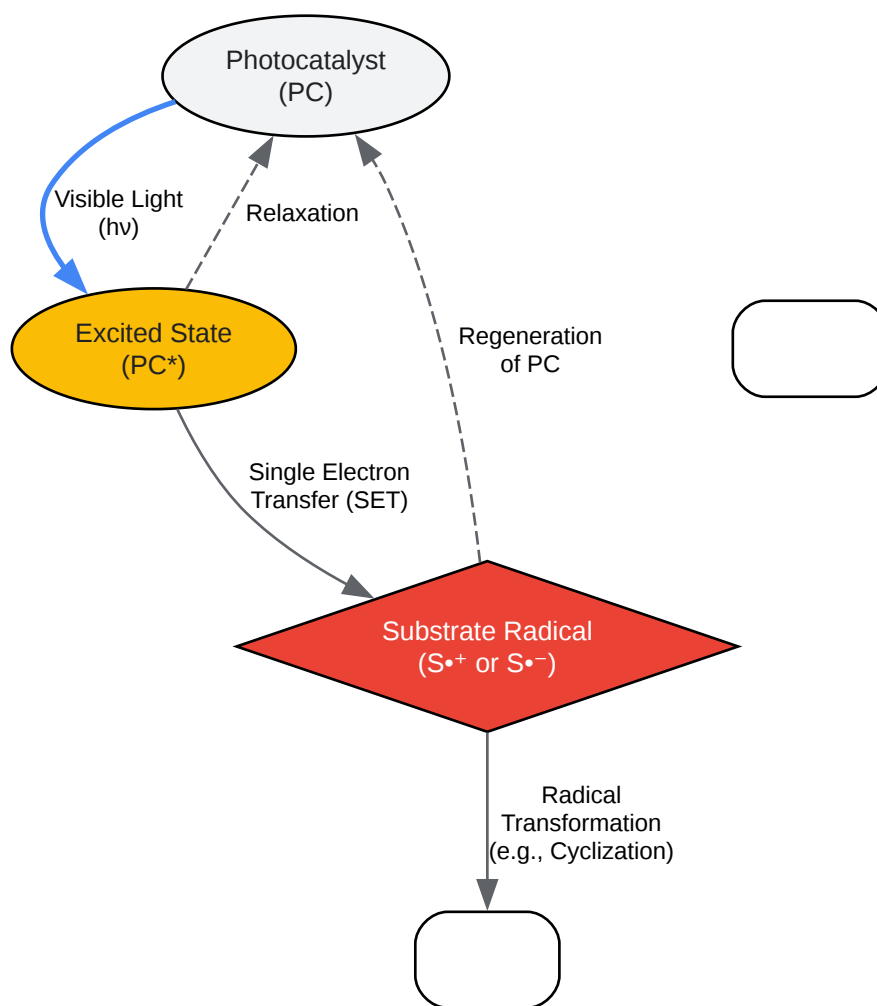 Photocatalyst
(PC)
Visible Light
(hν)
Relaxation
Excited State
(PC*)
Regeneration
of PC
Single Electron
Transfer (SET)
Substrate Radical
(S•⁺ or S•⁻)
Radical
Transformation
(e.g., Cyclization)